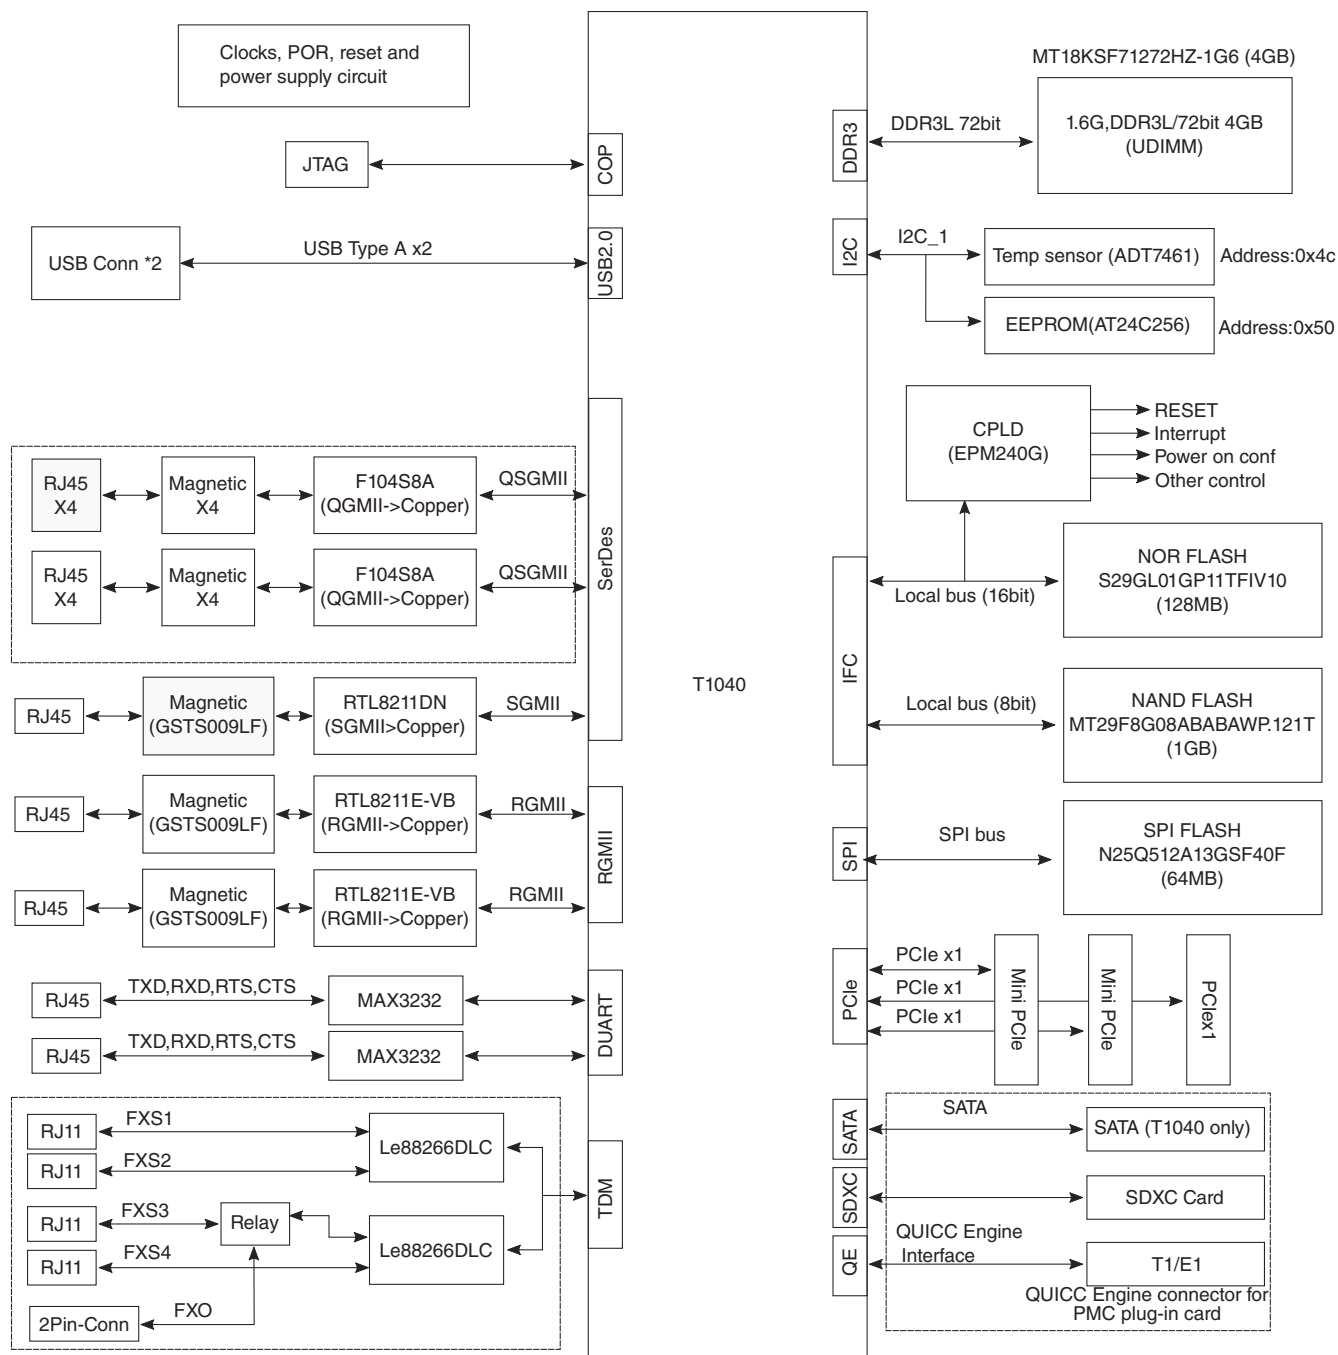 Clocks, POR, reset and
power supply circuit
JTAG
COP
USB Conn *2
USB Type A x2
USB2.0
RJ45
X4
Magnetic
X4
F104S8A
(QGMII->Copper)
QSGMII
RJ45
X4
Magnetic
X4
F104S8A
(QGMII->Copper)
QSGMII
SerDes
RJ45
Magnetic
(GSTS009LF)
RTL8211DN
(SGMII>Copper)
SGMII
RJ45
Magnetic
(GSTS009LF)
RTL8211E-VB
(RGMII->Copper)
RGMII
RJ45
Magnetic
(GSTS009LF)
RTL8211E-VB
(RGMII->Copper)
RGMII
RGMII
RJ45
TXD,RXD,RTS,CTS
MAX3232
RJ45
TXD,RXD,RTS,CTS
MAX3232
DUART
RJ11
FXS1
Le88266DLC
RJ11
FXS2
RJ11
FXS3
Relay
Le88266DLC
RJ11
FXS4
2Pin-Conn
FXO
TDM
T1040
MT18KSF71272HZ-1G6 (4GB)
DDR3
DDR3L 72bit
1.6G,DDR3L/72bit 4GB
(UDIMM)
I2C
I2C_1
Temp sensor (ADT7461)
Address:0x4c
EEPROM(AT24C256)
Address:0x50
CPLD
(EPM240G)
RESET
Interrupt
Power on conf
Other control
IFC
Local bus (16bit)
NOR FLASH
S29GL01GP11TFIV10
(128MB)
Local bus (8bit)
NAND FLASH
MT29F8G08ABABAWP.121T
(1GB)
SPI
SPI bus
SPI FLASH
N25Q512A13GSF40F
(64MB)
PCIe
PCIe x1
PCIe x1
PCIe x1
Mini PCIe
Mini PCIe
PCIex1
SATA
SATA
SATA (T1040 only)
SDXC
SDXC Card
QE
QUICC Engine
Interface
T1/E1
QUICC Engine connector for
PMC plug-in card